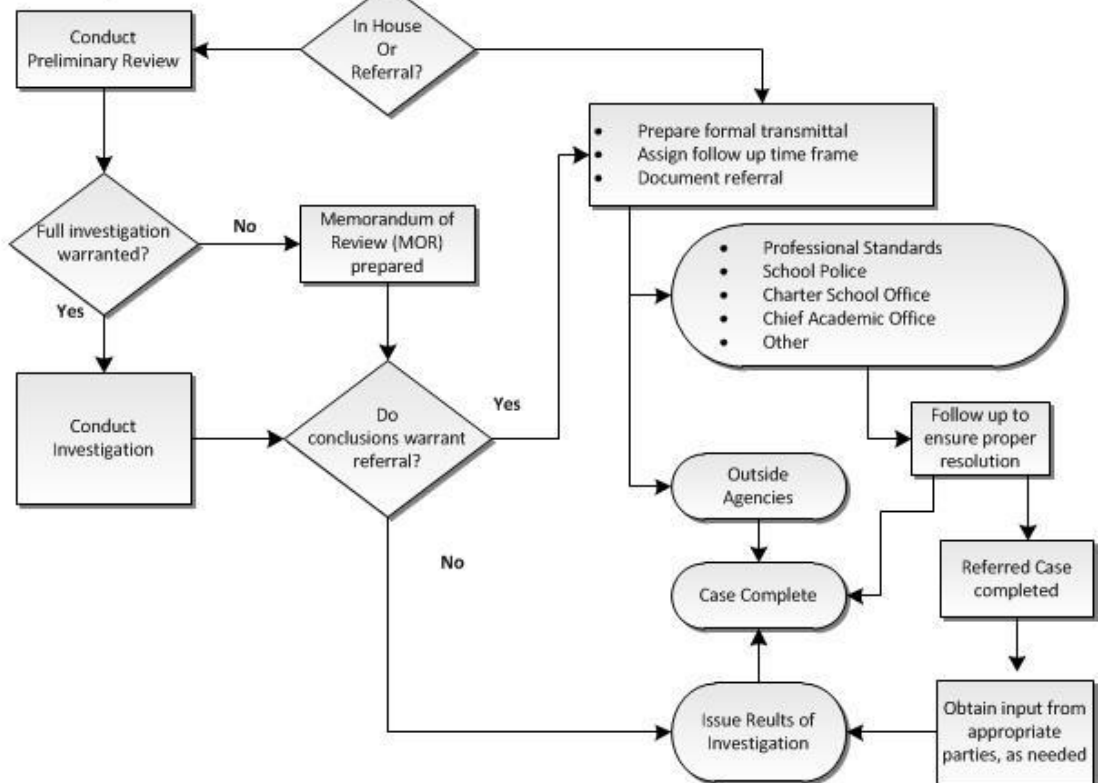 In House
Or
Referral?
Conduct
Preliminary Review
• Prepare formal transmittal
• Assign follow up time frame
• Document referral
Full investigation
warranted?
No
Memorandum of
Review (MOR)
prepared
• Professional Standards
• School Police
• Charter School Office
• Chief Academic Office
• Other
Yes
Conduct
Investigation
Do
conclusions warrant
referral?
Yes
Follow up to
ensure proper
resolution
Outside
Agencies
No
Case Complete
Referred Case
completed
Issue Reults of
Investigation
Obtain input from
appropriate
parties, as needed